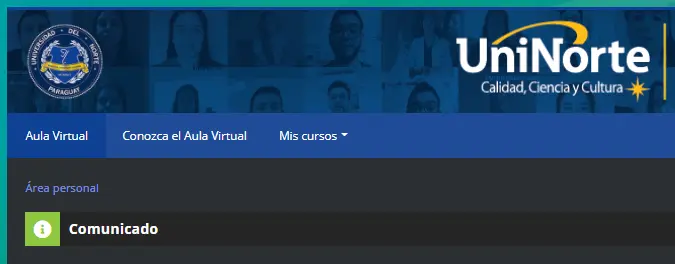 UNIVERSIDAD DEL NORTE
PARAGUAY
UniNorte
Calidad, Ciencia y Cultura
Aula Virtual
Conozca el Aula Virtual
Mis cursos
Área personal
Comunicado